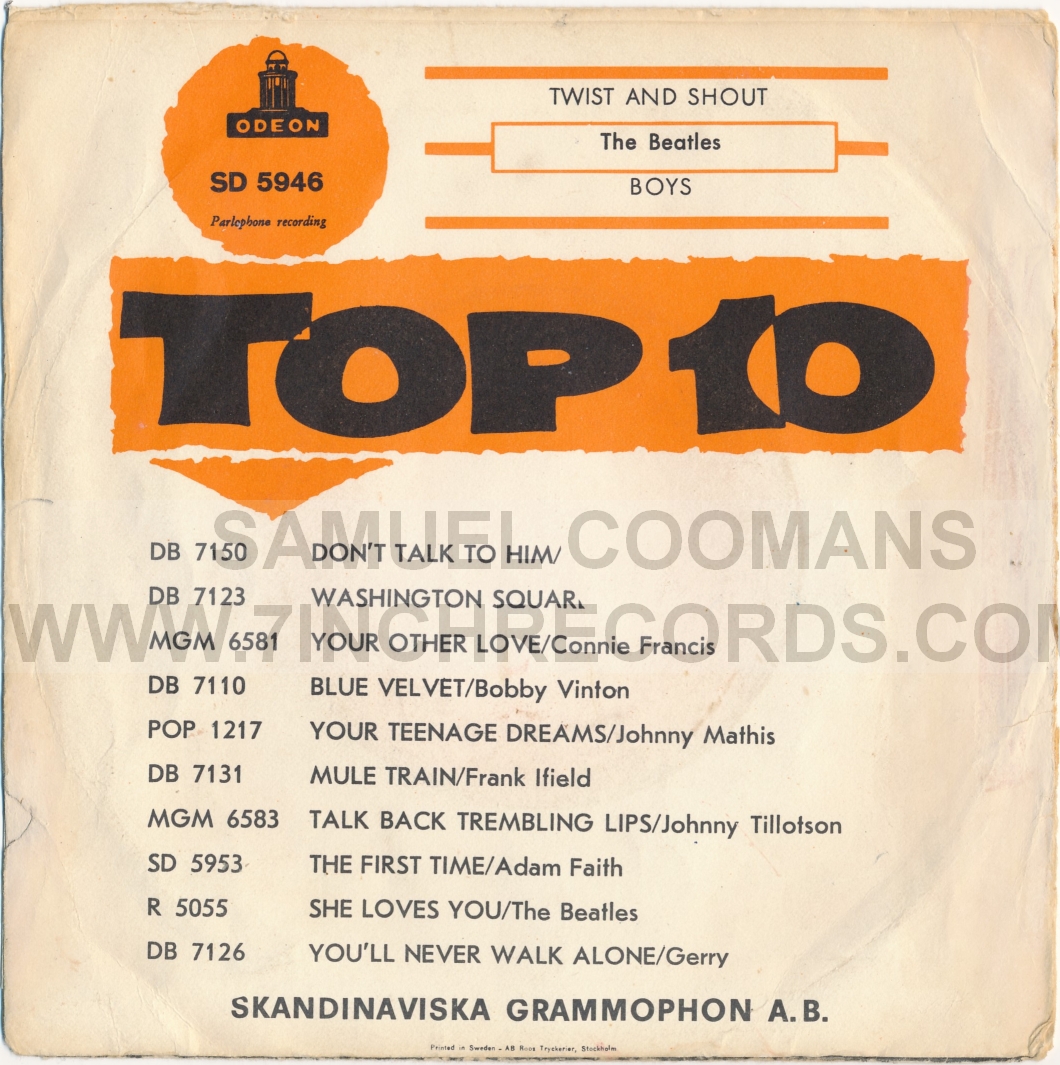 ODEON
SD 5946
Parlophone recording
TWIST AND SHOUT
The Beatles
BOYS
TOP 10
DB 7150 DON'T TALK TO HIM/
DB 7123 WASHINGTON
MGM 6581 YOUR OTHER LOVE/Connie Francis
DB 7110 BLUE VELVET/Bobby Vinton
POP 1217 YOUR TEENAGE DREAMS/Johnny Mathis
DB 7131 MULE TRAIN/Frank Ifield
MGM 6583 TALK BACK TREMBLING LIPS/Johnny Tillotson
SD 5953 THE FIRST TIME/Adam Faith
R 5055 SHE LOVES YOU/The Beatles
DB 7126 YOU'LL NEVER WALK ALONE/Gerry
SKANDINAVISKA GRAMMOPHON A.B.
Printed in Sweden - AB Roos Tryckerier, Stockholm
SAMUEL COOMANS
WWW.7INCHRECORDS.COM